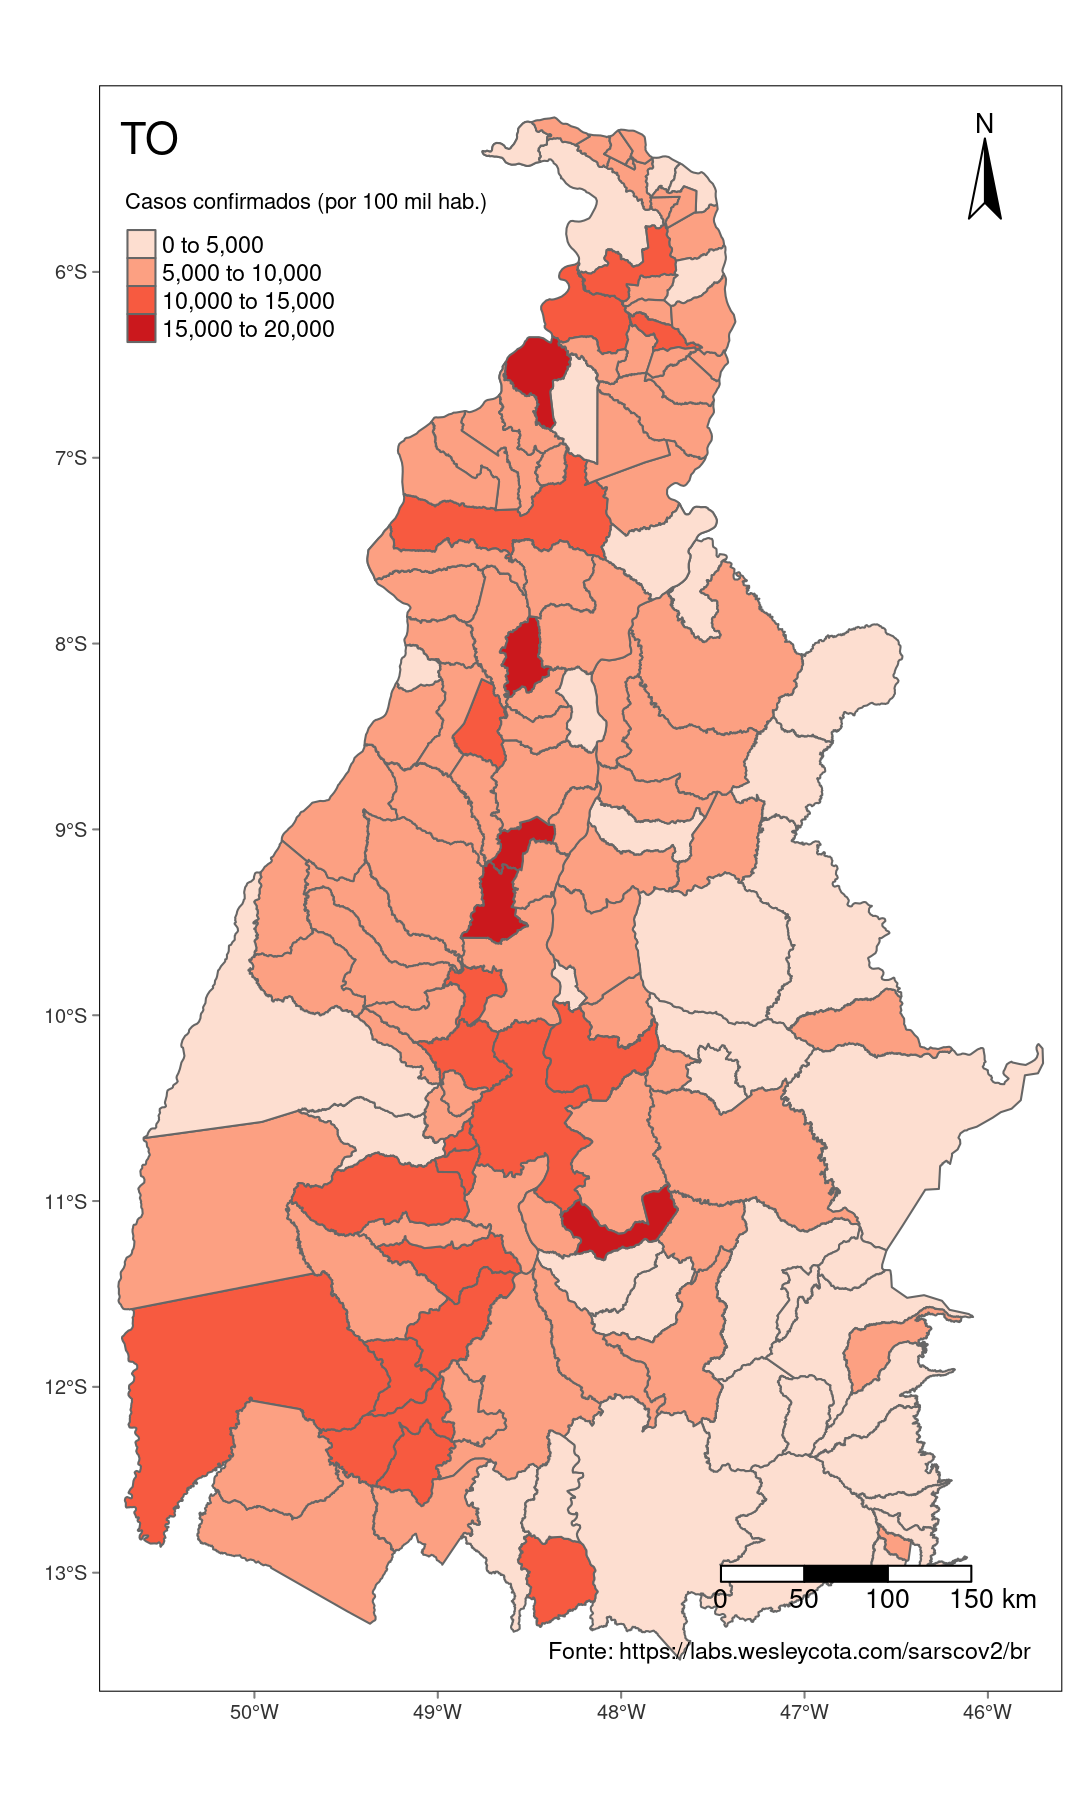 TO
N
Casos confirmados (por 100 mil hab.)
0 to 5,000
5,000 to 10,000
10,000 to 15,000
15,000 to 20,000
6°S
7°S
8°S
9°S
10°S
11°S
12°S
13°S
0 50 100 150 km
Fonte: https://labs.wesleycota.com/sarscov2/br
50°W 49°W 48°W 47°W 46°W